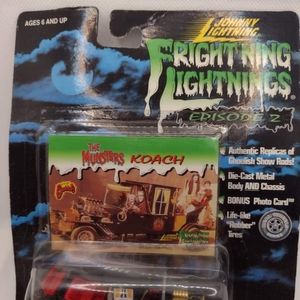 AGES 6 AND UP
JOHNNY
LIGHTNING
FRIGHTNING
LIGHTNINGS
EPISODE 2
THE
MUNSTERS KOACH
Authentic Replicas of
Ghoulish Show Rods!
Die-Cast Metal
Body AND Chassis
BONUS Photo Card
Life-like
"Rubber"
Tires